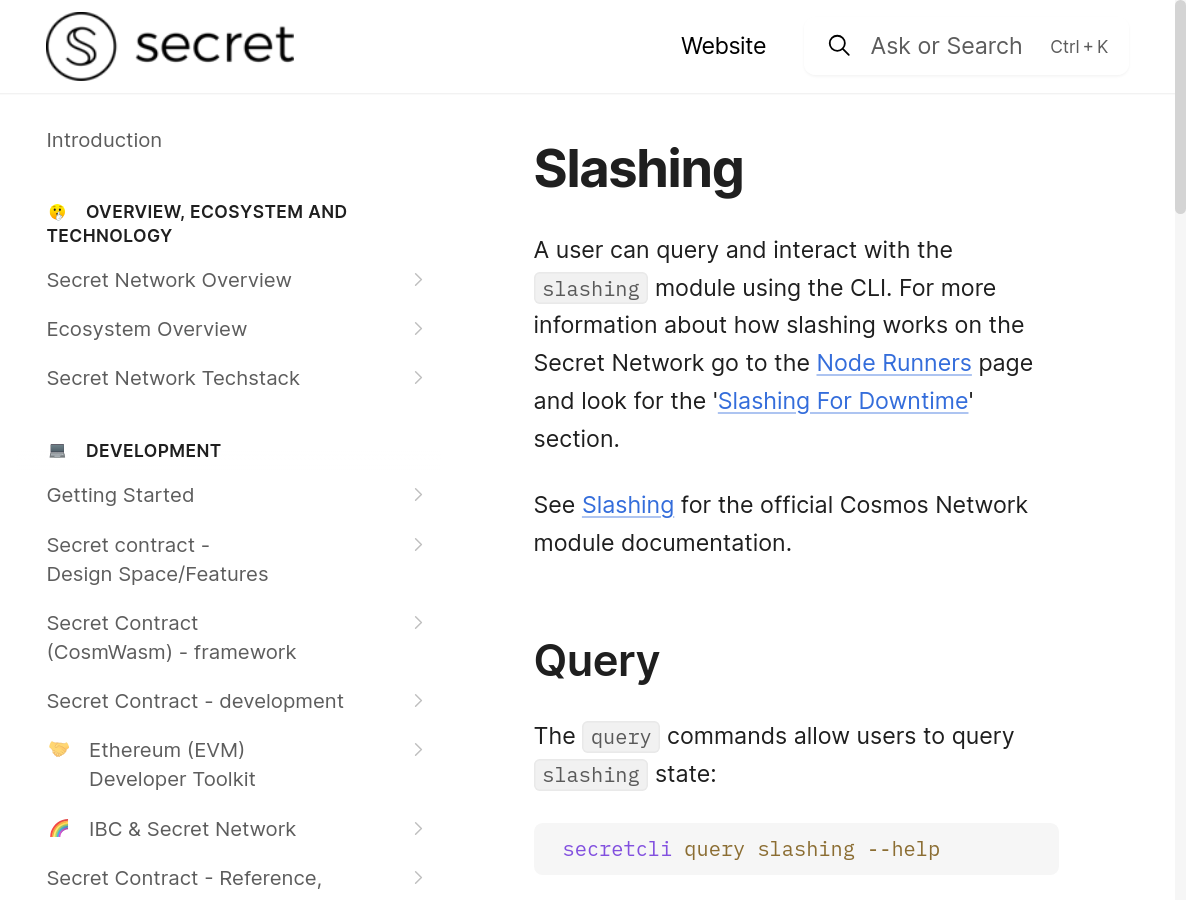 secret
Website
Ask or Search
Ctrl + K
Introduction
OVERVIEW, ECOSYSTEM AND
TECHNOLOGY
Secret Network Overview
Ecosystem Overview
Secret Network Techstack
DEVELOPMENT
Getting Started
Secret contract -
Design Space/Features
Secret Contract
(CosmWasm) - framework
Secret Contract - development
Ethereum (EVM)
Developer Toolkit
IBC & Secret Network
Secret Contract - Reference,
Slashing
A user can query and interact with the
slashing module using the CLI. For more
information about how slashing works on the
Secret Network go to the Node Runners page
and look for the 'Slashing For Downtime'
section.
See Slashing for the official Cosmos Network
module documentation.
Query
The query commands allow users to query
slashing state:
secretcli query slashing --help